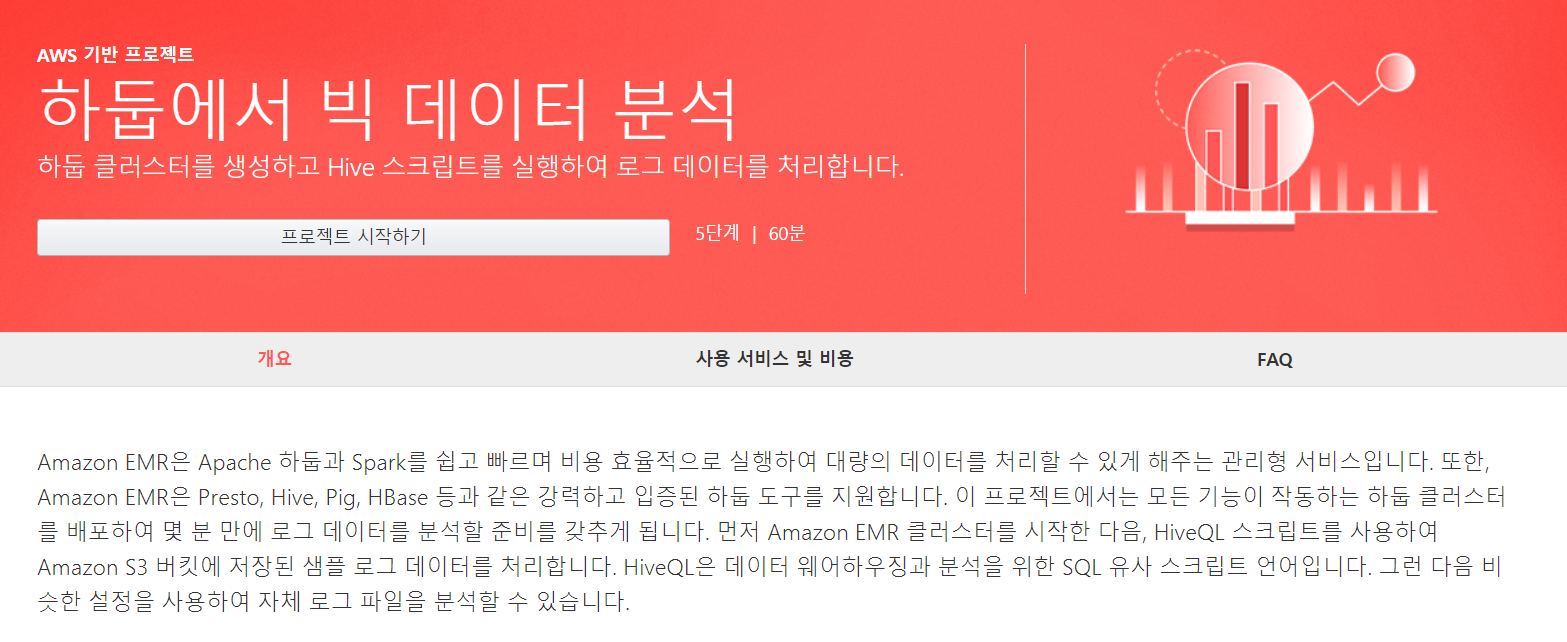 AWS 기반 프로젝트
하둡에서 빅 데이터 분석
하둡 클러스터를 생성하고 Hive 스크립트를 실행하여 로그 데이터를 처리합니다.
프로젝트 시작하기
5단계 | 60분
개요
사용 서비스 및 비용
FAQ
Amazon EMR은 Apache 하둡과 Spark를 쉽고 빠르며 비용 효율적으로 실행하여 대량의 데이터를 처리할 수 있게 해주는 관리형 서비스입니다. 또한,
Amazon EMR은 Presto, Hive, Pig, HBase 등과 같은 강력하고 입증된 하둡 도구를 지원합니다. 이 프로젝트에서는 모든 기능이 작동하는 하둡 클러스터
를 배포하여 몇 분 만에 로그 데이터를 분석할 준비를 갖추게 됩니다. 먼저 Amazon EMR 클러스터를 시작한 다음, HiveQL 스크립트를 사용하여
Amazon S3 버킷에 저장된 샘플 로그 데이터를 처리합니다. HiveQL은 데이터 웨어하우징과 분석을 위한 SQL 유사 스크립트 언어입니다. 그런 다음 비
슷한 설정을 사용하여 자체 로그 파일을 분석할 수 있습니다.